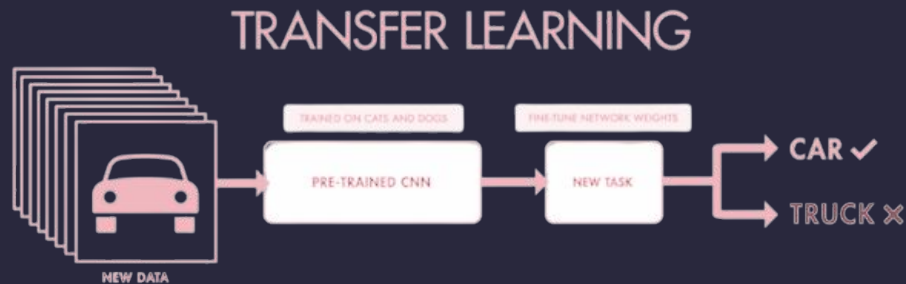 TRANSFER LEARNING
TRAINED ON CATS AND DOGS
FINE-TUNE NETWORK WEIGHTS
PRE-TRAINED CNN
NEW TASK
CAR
TRUCK
NEW DATA